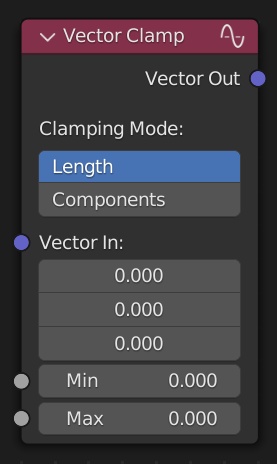 Vector Clamp
Vector Out
Clamping Mode:
Length
Components
Vector In:
0.000
0.000
0.000
Min 0.000
Max 0.000